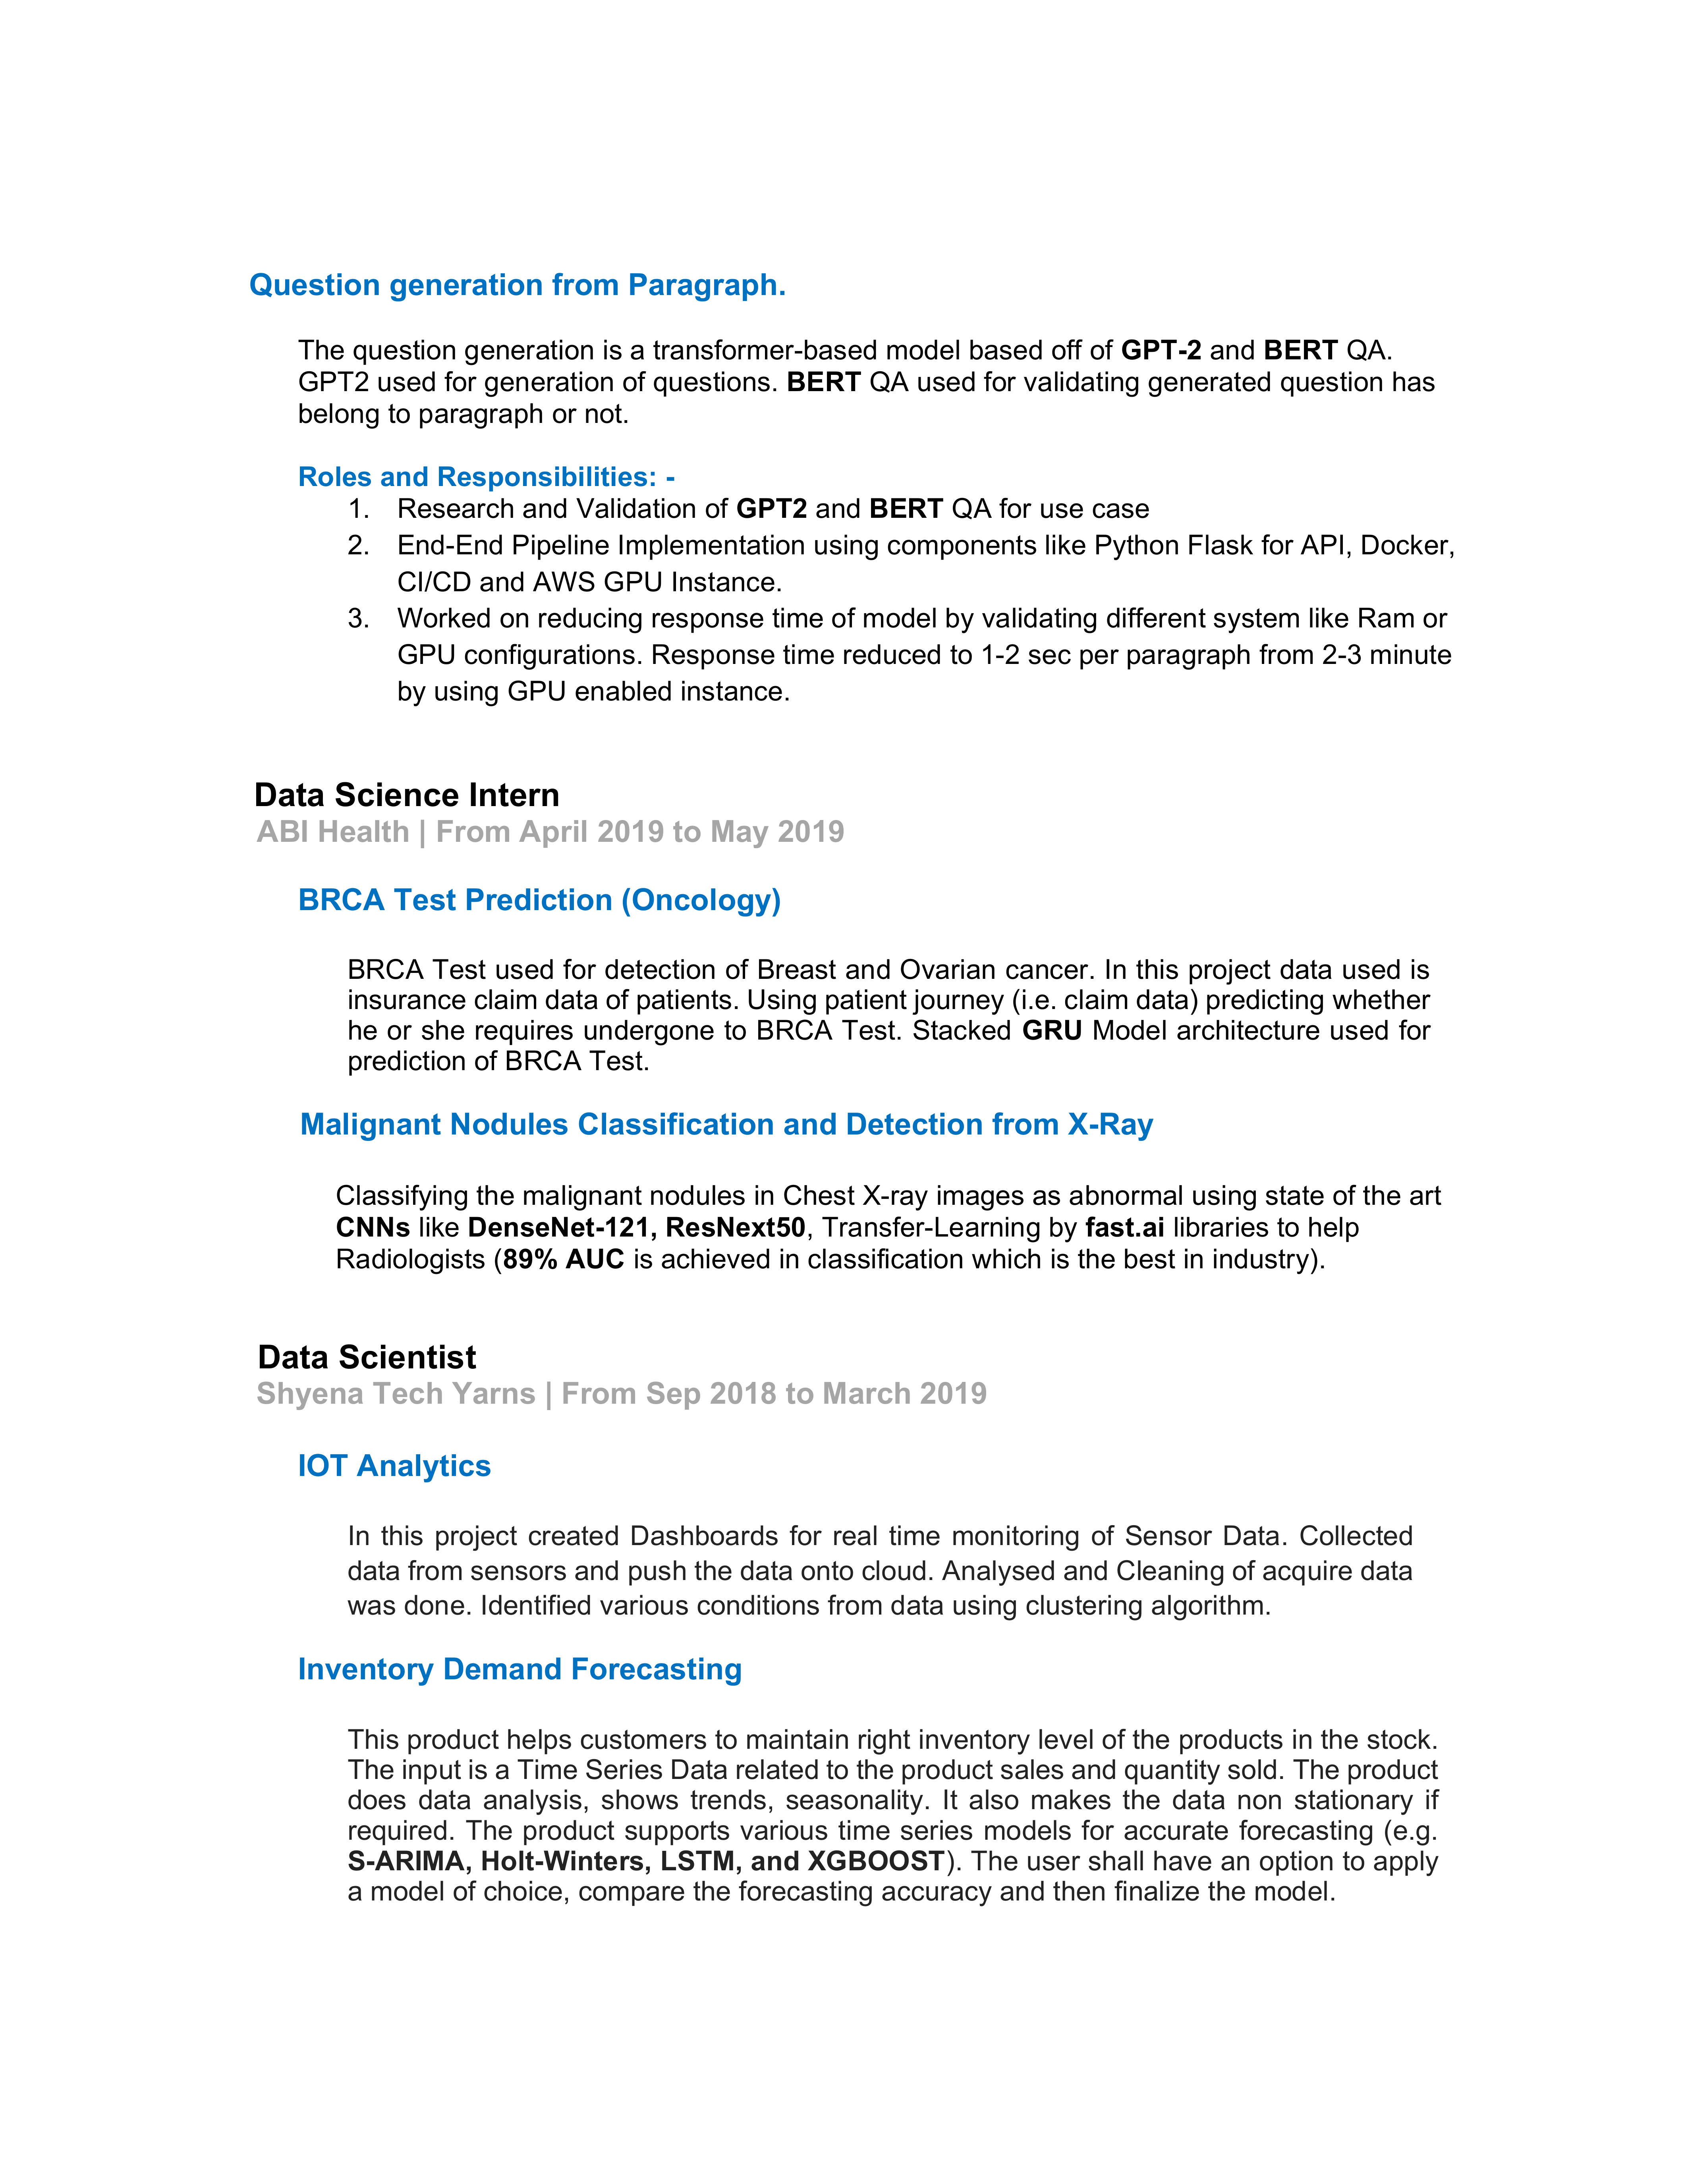 Question generation from Paragraph.
The question generation is a transformer-based model based off of GPT-2 and BERT QA.
GPT2 used for generation of questions. BERT QA used for validating generated question has
belong to paragraph or not.
Roles and Responsibilities: -
1. Research and Validation of GPT2 and BERT QA for use case
2. End-End Pipeline Implementation using components like Python Flask for API, Docker,
CI/CD and AWS GPU Instance.
3. Worked on reducing response time of model by validating different system like Ram or
GPU configurations. Response time reduced to 1-2 sec per paragraph from 2-3 minute
by using GPU enabled instance.
Data Science Intern
ABI Health | From April 2019 to May 2019
BRCA Test Prediction (Oncology)
BRCA Test used for detection of Breast and Ovarian cancer. In this project data used is
insurance claim data of patients. Using patient journey (i.e. claim data) predicting whether
he or she requires undergone to BRCA Test. Stacked GRU Model architecture used for
prediction of BRCA Test.
Malignant Nodules Classification and Detection from X-Ray
Classifying the malignant nodules in Chest X-ray images as abnormal using state of the art
CNNs like DenseNet-121, ResNext50, Transfer-Learning by fast.ai libraries to help
Radiologists (89% AUC is achieved in classification which is the best in industry).
Data Scientist
Shyena Tech Yarns | From Sep 2018 to March 2019
IOT Analytics
In this project created Dashboards for real time monitoring of Sensor Data. Collected
data from sensors and push the data onto cloud. Analysed and Cleaning of acquire data
was done. Identified various conditions from data using clustering algorithm.
Inventory Demand Forecasting
This product helps customers to maintain right inventory level of the products in the stock.
The input is a Time Series Data related to the product sales and quantity sold. The product
does data analysis, shows trends, seasonality. It also makes the data non stationary if
required. The product supports various time series models for accurate forecasting (e.g.
S-ARIMA, Holt-Winters, LSTM, and XGBOOST). The user shall have an option to apply
a model of choice, compare the forecasting accuracy and then finalize the model.